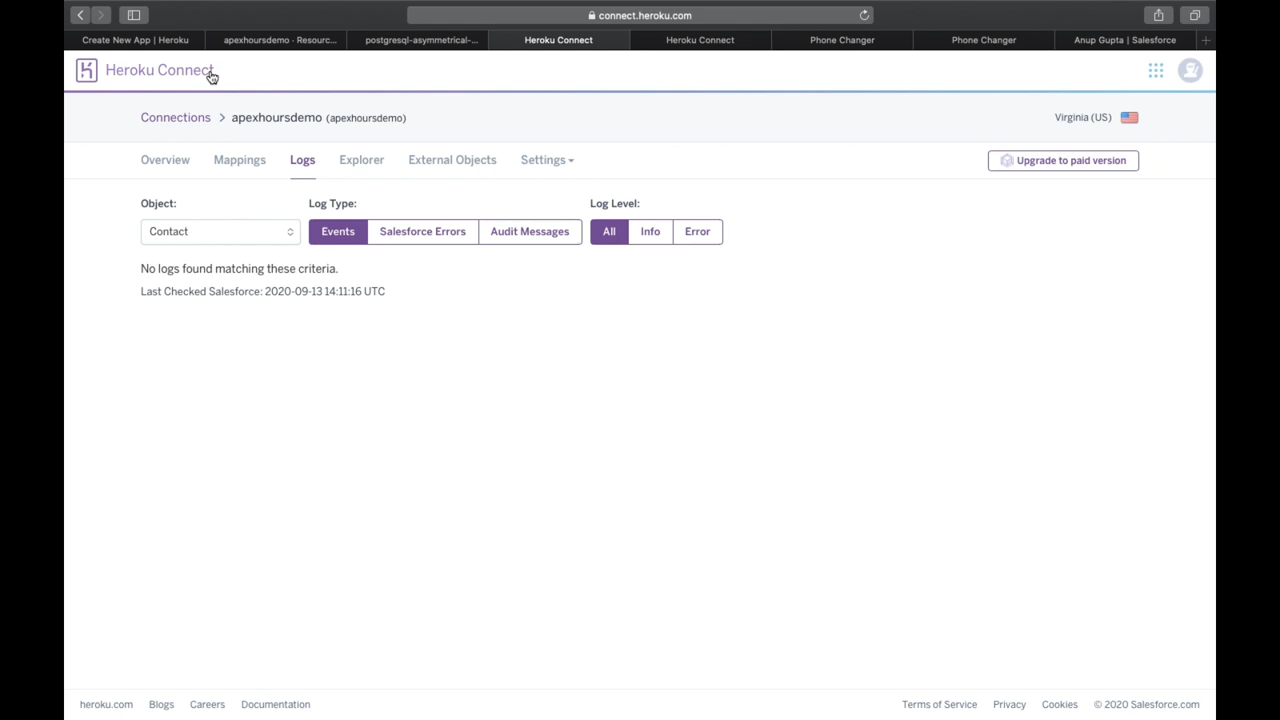 connect.heroku.com
Create New App | Heroku
apexhoursdemo · Resourc...
postgresql-asymmetrical-...
Heroku Connect
Heroku Connect
Phone Changer
Phone Changer
Anup Gupta | Salesforce
Heroku Connect
Connections > apexhoursdemo (apexhoursdemo)
Virginia (US)
Overview
Mappings
Logs
Explorer
External Objects
Settings
Upgrade to paid version
Object:
Log Type:
Log Level:
Contact
Events
Salesforce Errors
Audit Messages
All
Info
Error
No logs found matching these criteria.
Last Checked Salesforce: 2020-09-13 14:11:16 UTC
heroku.com
Blogs
Careers
Documentation
Terms of Service
Privacy
Cookies
© 2020 Salesforce.com